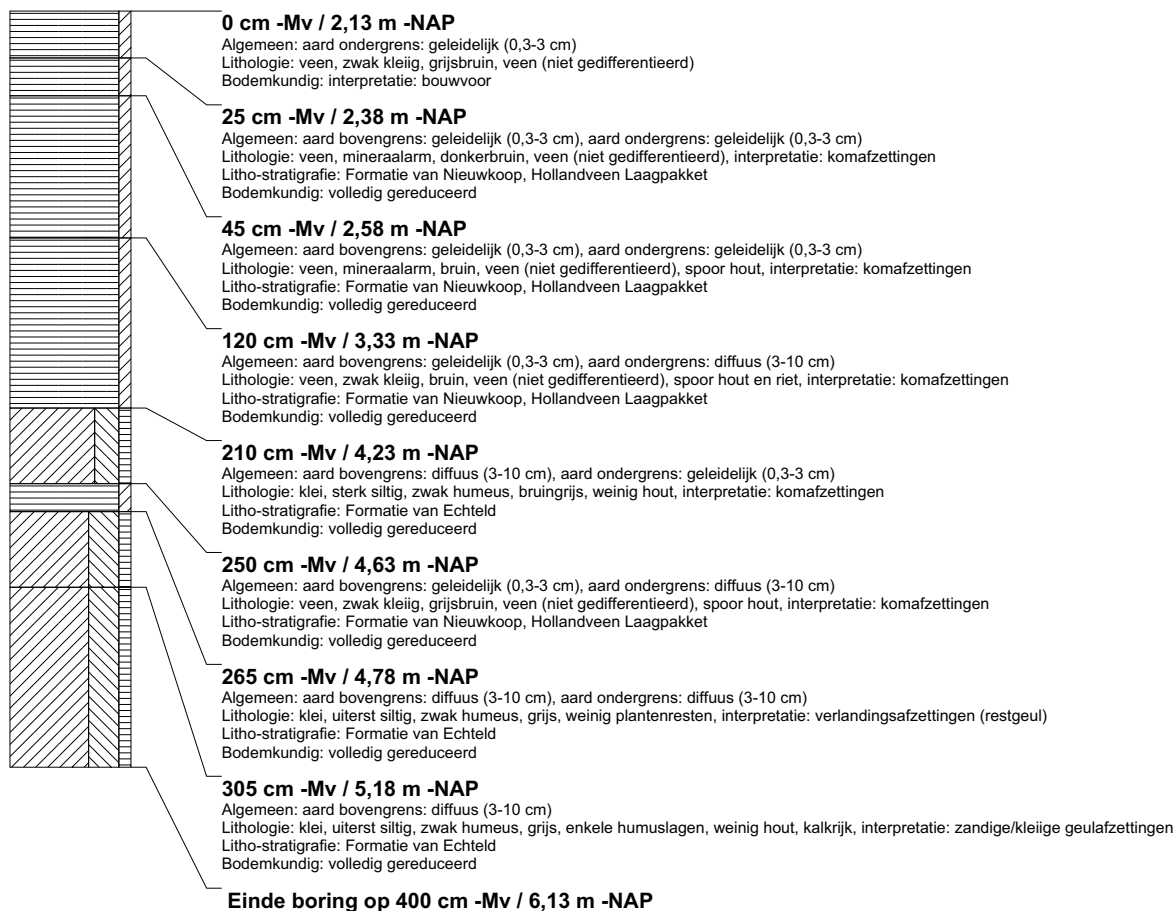 0 cm -Mv / 2,13 m -NAP
Algemeen: aard ondergrens: geleidelijk (0,3-3 cm)
Lithologie: veen, zwak kleiig, grijsbruin, veen (niet gedifferentieerd)
Bodemkundig: interpretatie: bouwvoor
25 cm -Mv / 2,38 m -NAP
Algemeen: aard bovengrens: geleidelijk (0,3-3 cm), aard ondergrens: geleidelijk (0,3-3 cm)
Lithologie: veen, mineraalarm, donkerbruin, veen (niet gedifferentieerd), interpretatie: komafzettingen
Litho-stratigrafie: Formatie van Nieuwkoop, Hollandveen Laagpakket
Bodemkundig: volledig gereduceerd
45 cm -Mv / 2,58 m -NAP
Algemeen: aard bovengrens: geleidelijk (0,3-3 cm), aard ondergrens: geleidelijk (0,3-3 cm)
Lithologie: veen, mineraalarm, bruin, veen (niet gedifferentieerd), spoor hout, interpretatie: komafzettingen
Litho-stratigrafie: Formatie van Nieuwkoop, Hollandveen Laagpakket
Bodemkundig: volledig gereduceerd
120 cm -Mv / 3,33 m -NAP
Algemeen: aard bovengrens: geleidelijk (0,3-3 cm), aard ondergrens: diffuus (3-10 cm)
Lithologie: veen, zwak kleiig, bruin, veen (niet gedifferentieerd), spoor hout en riet, interpretatie: komafzettingen
Litho-stratigrafie: Formatie van Nieuwkoop, Hollandveen Laagpakket
Bodemkundig: volledig gereduceerd
210 cm -Mv / 4,23 m -NAP
Algemeen: aard bovengrens: diffuus (3-10 cm), aard ondergrens: geleidelijk (0,3-3 cm)
Lithologie: klei, sterk siltig, zwak humeus, bruingrijs, weinig hout, interpretatie: komafzettingen
Litho-stratigrafie: Formatie van Echteld
Bodemkundig: volledig gereduceerd
250 cm -Mv / 4,63 m -NAP
Algemeen: aard bovengrens: geleidelijk (0,3-3 cm), aard ondergrens: diffuus (3-10 cm)
Lithologie: veen, zwak kleiig, grijsbruin, veen (niet gedifferentieerd), spoor hout, interpretatie: komafzettingen
Litho-stratigrafie: Formatie van Nieuwkoop, Hollandveen Laagpakket
Bodemkundig: volledig gereduceerd
265 cm -Mv / 4,78 m -NAP
Algemeen: aard bovengrens: diffuus (3-10 cm), aard ondergrens: diffuus (3-10 cm)
Lithologie: klei, uiterst siltig, zwak humeus, grijs, weinig plantenresten, interpretatie: verlandingsafzettingen (restgeul)
Litho-stratigrafie: Formatie van Echteld
Bodemkundig: volledig gereduceerd
305 cm -Mv / 5,18 m -NAP
Algemeen: aard bovengrens: diffuus (3-10 cm)
Lithologie: klei, uiterst siltig, zwak humeus, grijs, enkele humuslagen, weinig hout, kalkrijk, interpretatie: zandige/kleiige geulafzettingen
Litho-stratigrafie: Formatie van Echteld
Bodemkundig: volledig gereduceerd
Einde boring op 400 cm -Mv / 6,13 m -NAP